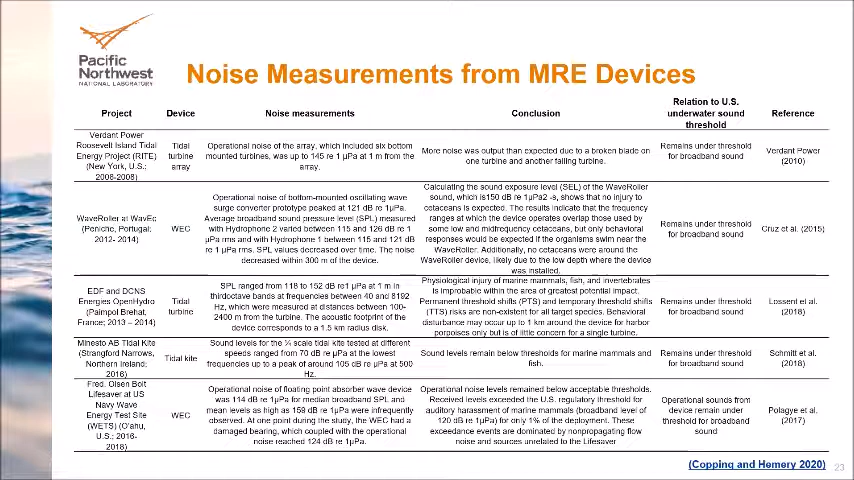 Pacific
Northwest
NATIONAL LABORATORY
Noise Measurements from MRE Devices
Project
Device
Noise measurements
Conclusion
Relation to U.S.
underwater sound
threshold
Reference
Verdant Power
Roosevelt Island Tidal
Energy Project (RITE)
(New York, U.S.;
2006-2008)
Tidal
turbine
array
Operational noise of the array, which included six bottom
mounted turbines, was up to 145 re 1 µPa at 1 m from the
array.
More noise was output than expected due to a broken blade on
one turbine and another failing turbine.
Remains under threshold
for broadband sound
Verdant Power
(2010)
WaveRoller at WavEc
(Peniche, Portugal;
2012- 2014)
WEC
Operational noise of bottom-mounted oscillating wave
surge converter prototype peaked at 121 dB re 1µPa.
Average broadband sound pressure level (SPL) measured
with Hydrophone 2 varied between 115 and 126 dB re 1
µPa rms and with Hydrophone 1 between 115 and 121 dB
re 1 µPa rms. SPL values decreased over time. The noise
decreased within 300 m of the device.
Calculating the sound exposure level (SEL) of the WaveRoller
sound, which is150 dB re 1µPa2 -s, shows that no injury to
cetaceans is expected. The results indicate that the frequency
ranges at which the device operates overlap those used by
some low and midfrequency cetaceans, but only behavioral
responses would be expected if the organisms swim near the
WaveRoller. Additionally, no cetaceans were around the
WaveRoller device, likely due to the low depth where the device
was installed.
Remains under threshold
for broadband sound
Cruz et al. (2015)
EDF and DCNS
Energies OpenHydro
(Paimpol Brehat,
France; 2013 – 2014)
Tidal
turbine
SPL ranged from 118 to 152 dB re1 µPa at 1 m in
thirdoctave bands at frequencies between 40 and 8192
Hz, which were measured at distances between 100-
2400 m from the turbine. The acoustic footprint of the
device corresponds to a 1.5 km radius disk.
Physiological injury of marine mammals, fish, and invertebrates
is improbable within the area of greatest potential impact.
Permanent threshold shifts (PTS) and temporary threshold shifts
(TTS) risks are non-existent for all target species. Behavioral
disturbance may occur up to 1 km around the device for harbor
porpoises only but is of little concern for a single turbine.
Remains under threshold
for broadband sound
Lossent et al.
(2018)
Minesto AB Tidal Kite
(Strangford Narrows,
Northern Ireland;
2016)
Tidal kite
Sound levels for the ¼ scale tidal kite tested at different
speeds ranged from 70 dB re µPa at the lowest
frequencies up to a peak of around 105 dB re µPa at 500
Hz.
Sound levels remain below thresholds for marine mammals and
fish.
Remains under threshold
for broadband sound
Schmitt et al.
(2018)
Fred. Olsen Bolt
Lifesaver at US
Navy Wave
Energy Test Site
(WETS) (O'ahu,
U.S.; 2016-
2018)
WEC
Operational noise of floating point absorber wave device
was 114 dB re 1µPa for median broadband SPL and
mean levels as high as 159 dB re 1µPa were infrequently
observed. At one point during the study, the WEC had a
damaged bearing, which coupled with the operational
noise reached 124 dB re 1µPa.
Operational noise levels remained below acceptable thresholds.
Received levels exceeded the U.S. regulatory threshold for
auditory harassment of marine mammals (broadband level of
120 dB re 1µPa) for only 1% of the deployment. These
exceedance events are dominated by nonpropagating flow
noise and sources unrelated to the Lifesaver
Operational sounds from
device remain under
threshold for broadband
sound
Polagye et al.
(2017)
(Copping and Hemery 2020)
23